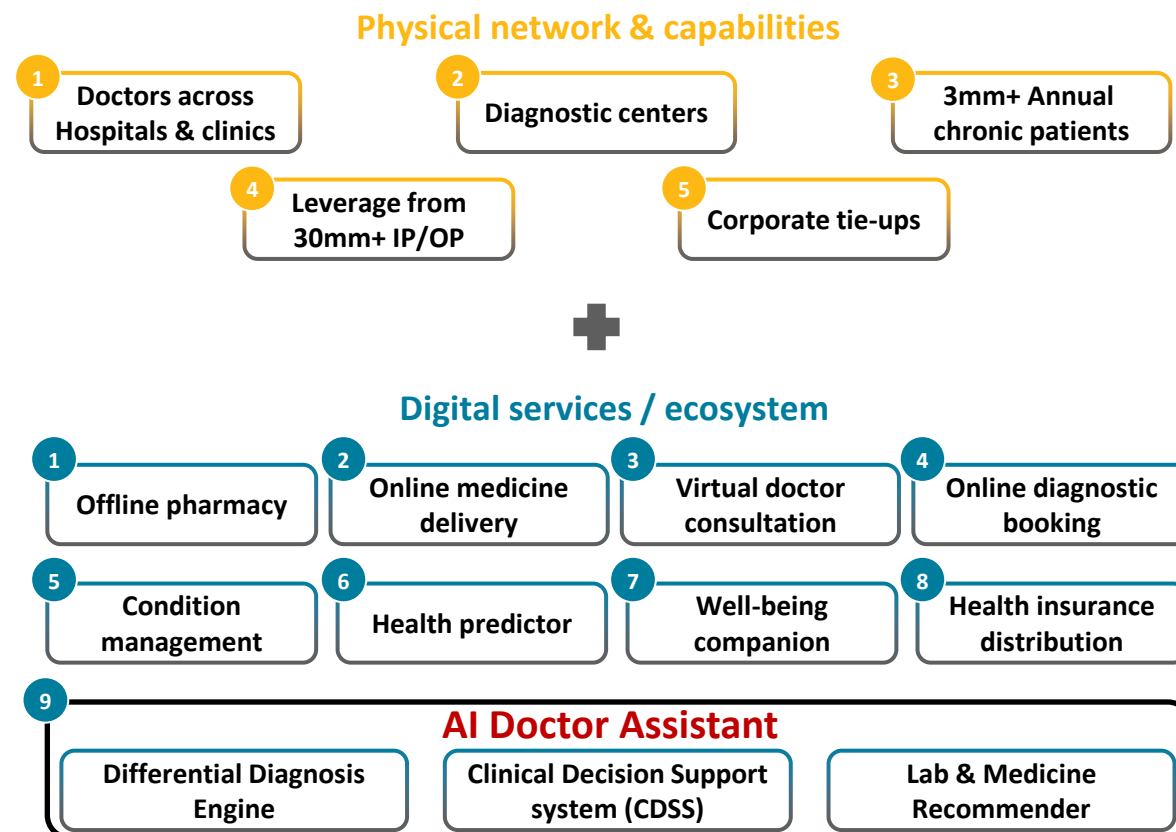 Physical network & capabilities
1
Doctors across
Hospitals & clinics
2
Diagnostic centers
3
3mm+ Annual
chronic patients
4
Leverage from
30mm+ IP/OP
5
Corporate tie-ups
Digital services / ecosystem
1
Offline pharmacy
2
Online medicine
delivery
3
Virtual doctor
consultation
4
Online diagnostic
booking
5
Condition
management
6
Health predictor
7
Well-being
companion
8
Health insurance
distribution
9
AI Doctor Assistant
Differential Diagnosis
Engine
Clinical Decision Support
system (CDSS)
Lab & Medicine
Recommender